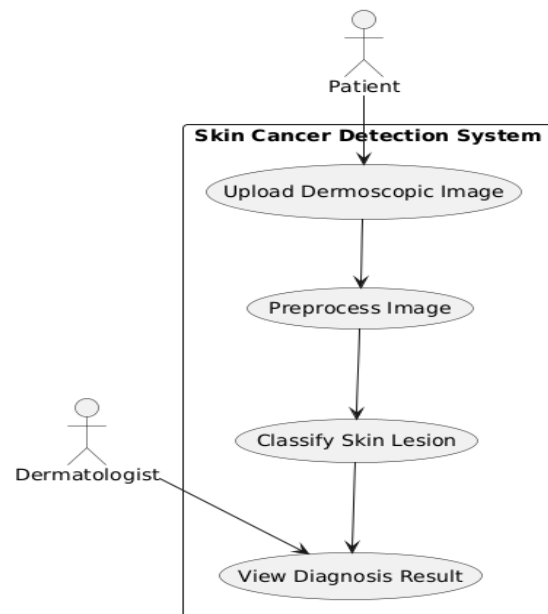 Patient
Skin Cancer Detection System
Upload Dermoscopic Image
Preprocess Image
Classify Skin Lesion
Dermatologist
View Diagnosis Result